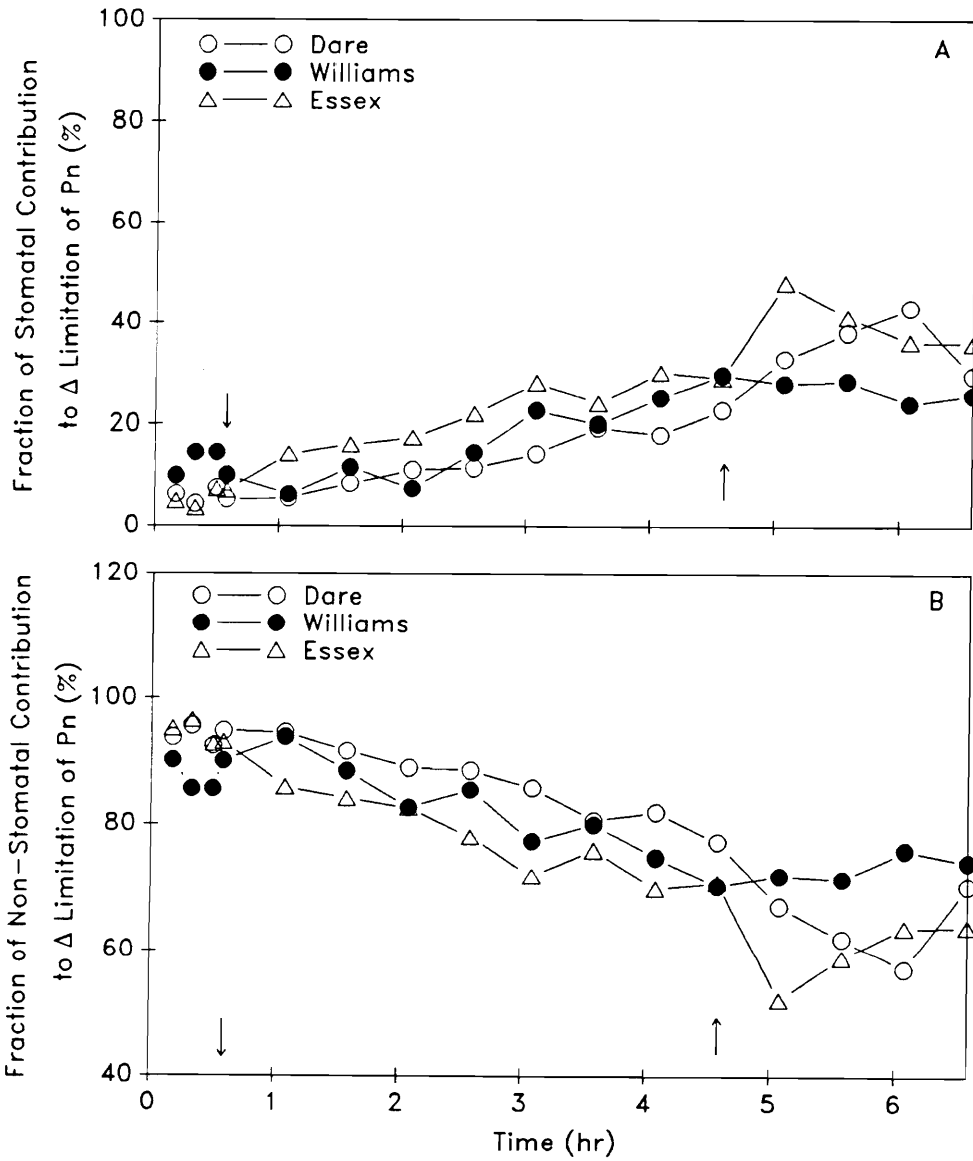 Fraction of Stomatal Contribution
to Δ Limitation of Pn (%)
100
80
60
40
20
0
Dare
Williams
Essex
A
Fraction of Non-Stomatal Contribution
to Δ Limitation of Pn (%)
120
100
80
60
40
Dare
Williams
Essex
B
0 1 2 3 4 5 6
Time (hr)